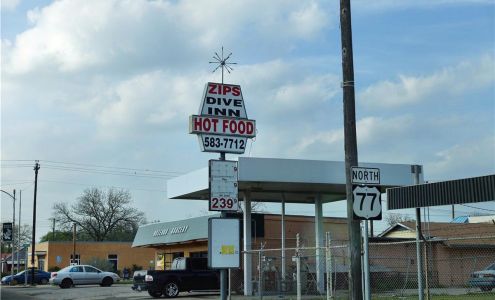 ZIPS
DIVE
INN
HOT FOOD
583-7712
239
NORTH
77